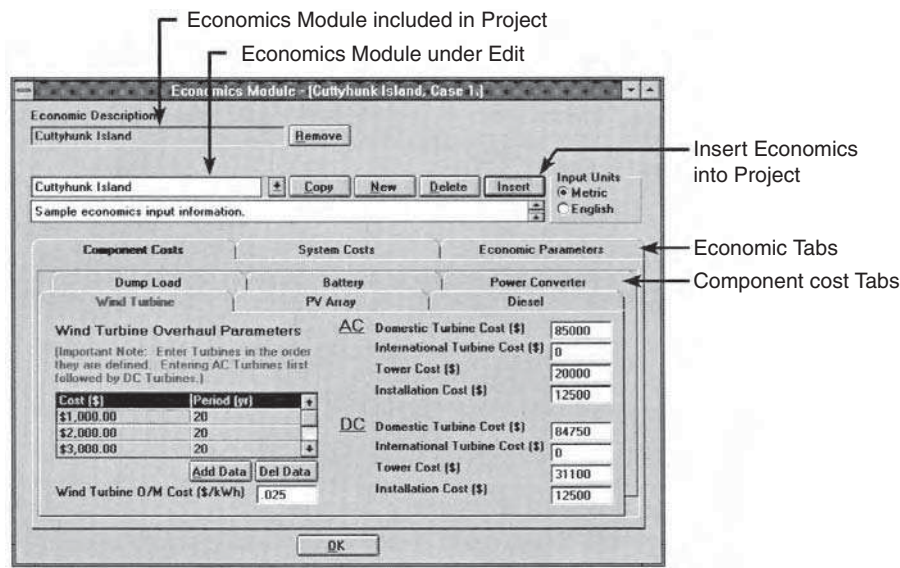 Economics Module included in Project
Economics Module under Edit
Economics Module - [Cuttyhunk Island, Case 1.]
Economic Description
Cuttyhunk Island
Remove
Insert Economics
into Project
Cuttyhunk Island
Copy
New
Delete
Insert
Input Units
Metric
English
Sample economics input information.
Component Costs
System Costs
Economic Parameters
Economic Tabs
Dump Load
Battery
Power Converter
Component cost Tabs
Wind Turbine
PV Array
Diesel
Wind Turbine Overhaul Parameters
(Important Note: Enter Turbines in the order
they are defined. Entering AC Turbines first
followed by DC Turbines.)
Cost ($) Period (yr)
$1,000.00 20
$2,000.00 20
$3,000.00 20
Add Data
Del Data
Wind Turbine O/M Cost ($/kWh) .025
AC Domestic Turbine Cost ($) 85000
International Turbine Cost ($) 0
Tower Cost ($) 20000
Installation Cost ($) 12500
DC Domestic Turbine Cost ($) 84750
International Turbine Cost ($) 0
Tower Cost ($) 31100
Installation Cost ($) 12500
OK